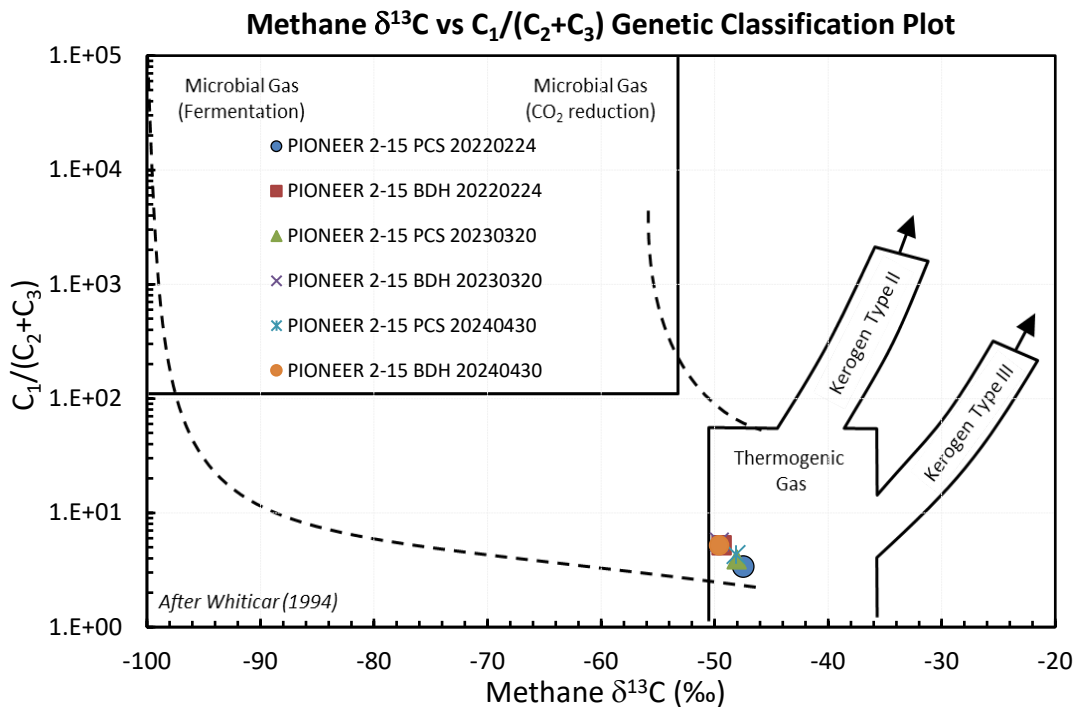 Methane δ¹³C vs C₁/(C₂+C₃) Genetic Classification Plot
C₁/(C₂+C₃)
1.E+05
1.E+04
1.E+03
1.E+02
1.E+01
1.E+00
Microbial Gas
(Fermentation)
Microbial Gas
(CO₂ reduction)
PIONEER 2-15 PCS 20220224
PIONEER 2-15 BDH 20220224
PIONEER 2-15 PCS 20230320
PIONEER 2-15 BDH 20230320
PIONEER 2-15 PCS 20240430
PIONEER 2-15 BDH 20240430
Kerogen Type II
Kerogen Type III
Thermogenic
Gas
After Whiticar (1994)
-100 -90 -80 -70 -60 -50 -40 -30 -20
Methane δ¹³C (‰)